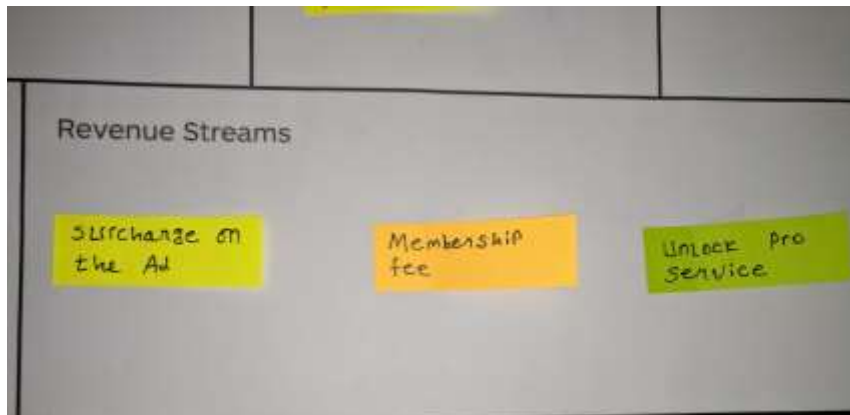 Revenue Streams
Surcharge on
the Ad
Membership
fee
Unlock Pro
Service